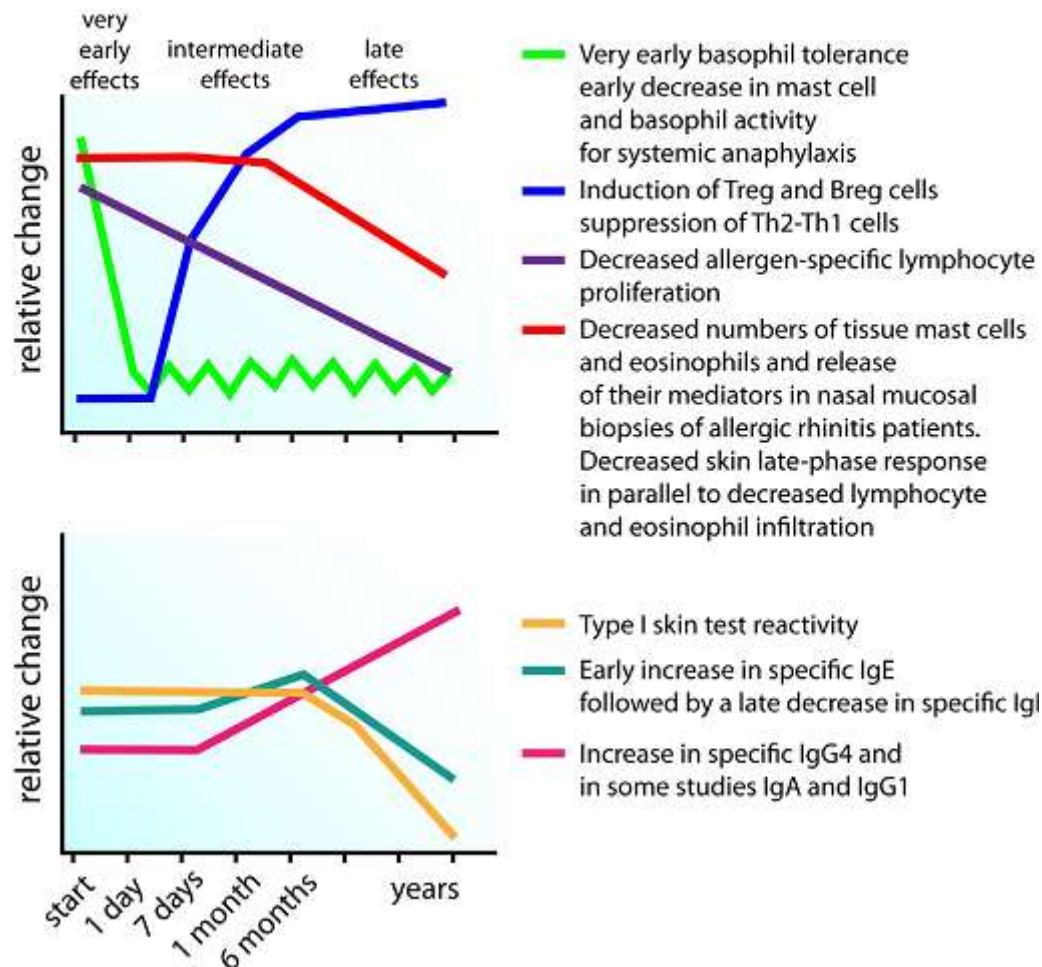 very
early
effects
intermediate
effects
late
effects
relative change
Very early basophil tolerance
early decrease in mast cell
and basophil activity
for systemic anaphylaxis
Induction of Treg and Breg cells
suppression of Th2-Th1 cells
Decreased allergen-specific lymphocyte
proliferation
Decreased numbers of tissue mast cells
and eosinophils and release
of their mediators in nasal mucosal
biopsies of allergic rhinitis patients.
Decreased skin late-phase response
in parallel to decreased lymphocyte
and eosinophil infiltration
relative change
Type I skin test reactivity
Early increase in specific IgE
followed by a late decrease in specific
Increase in specific IgG4 and
in some studies IgA and IgG1
start
1 day
7 days
1 month
6 months
years